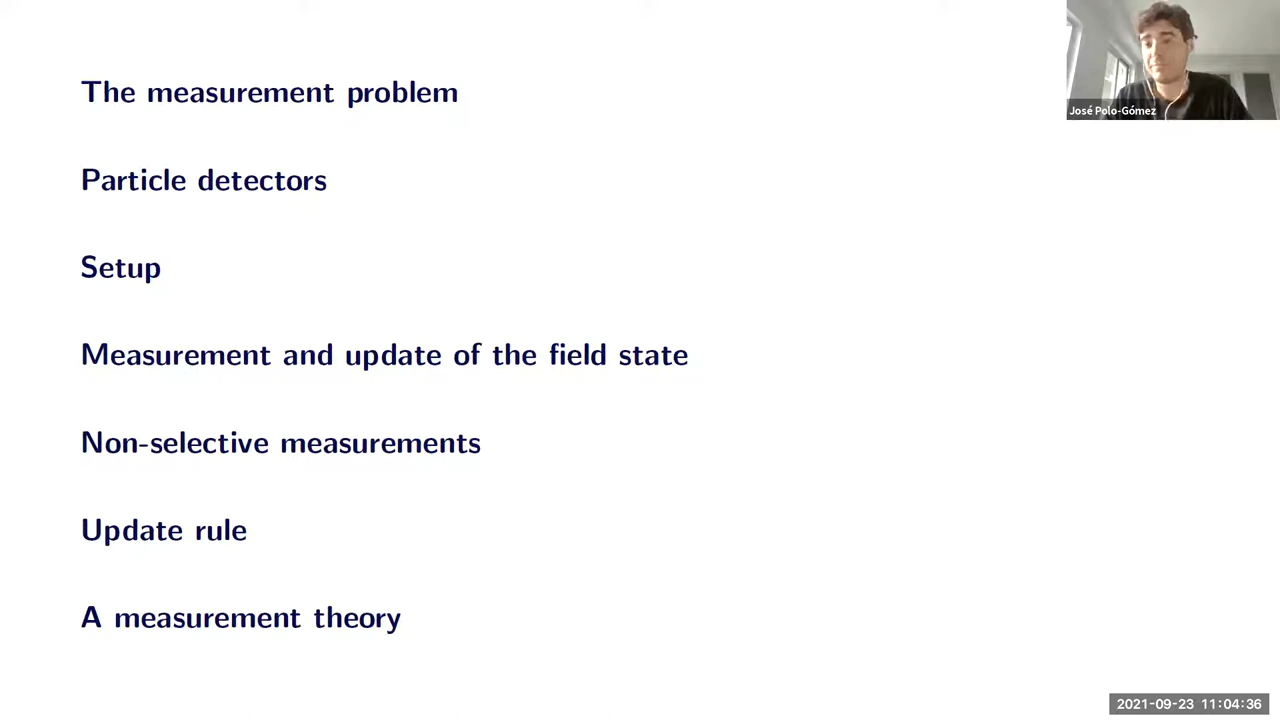 The measurement problem
José Polo-Gómez
Particle detectors
Setup
Measurement and update of the field state
Non-selective measurements
Update rule
A measurement theory
2021-09-23 11:04:36